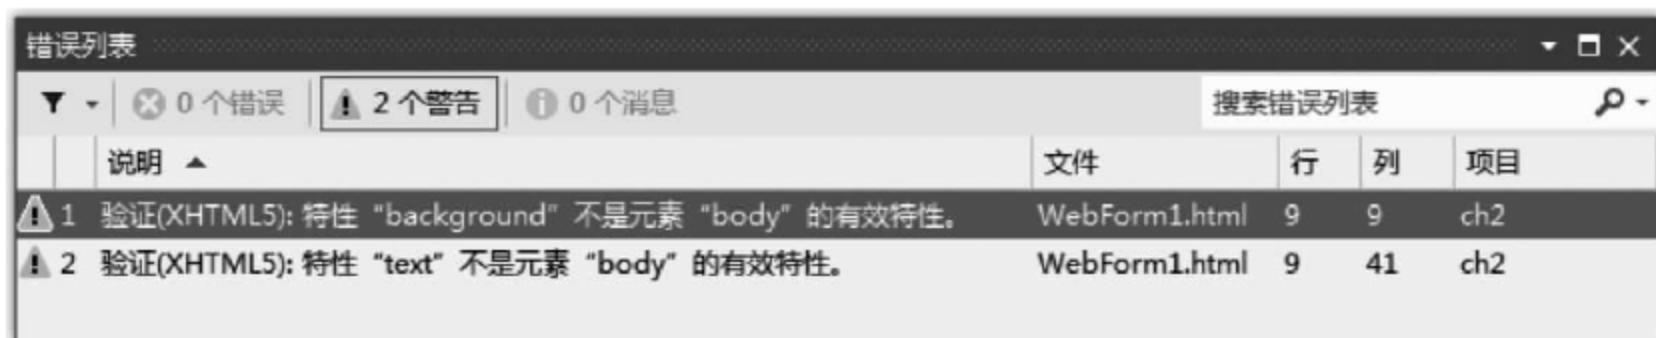 错误列表
0 个错误 2 个警告 0 个消息 搜索错误列表
说明 文件 行 列 项目
1 验证(XHTML5): 特性“background”不是元素“body”的有效特性。 WebForm1.html 9 9 ch2
2 验证(XHTML5): 特性“text”不是元素“body”的有效特性。 WebForm1.html 9 41 ch2